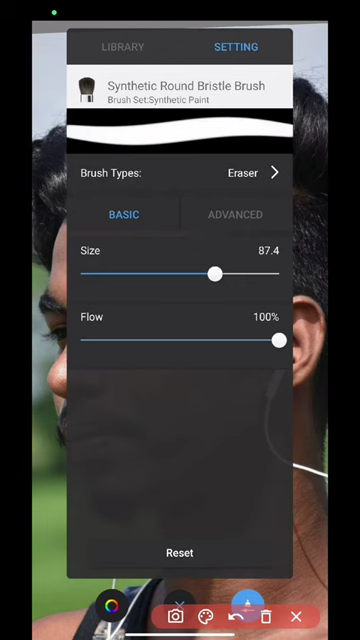 LIBRARY SETTING
Synthetic Round Bristle Brush
Brush Set:Synthetic Paint
Brush Types: Eraser
BASIC ADVANCED
Size 87.4
Flow 100%
Reset